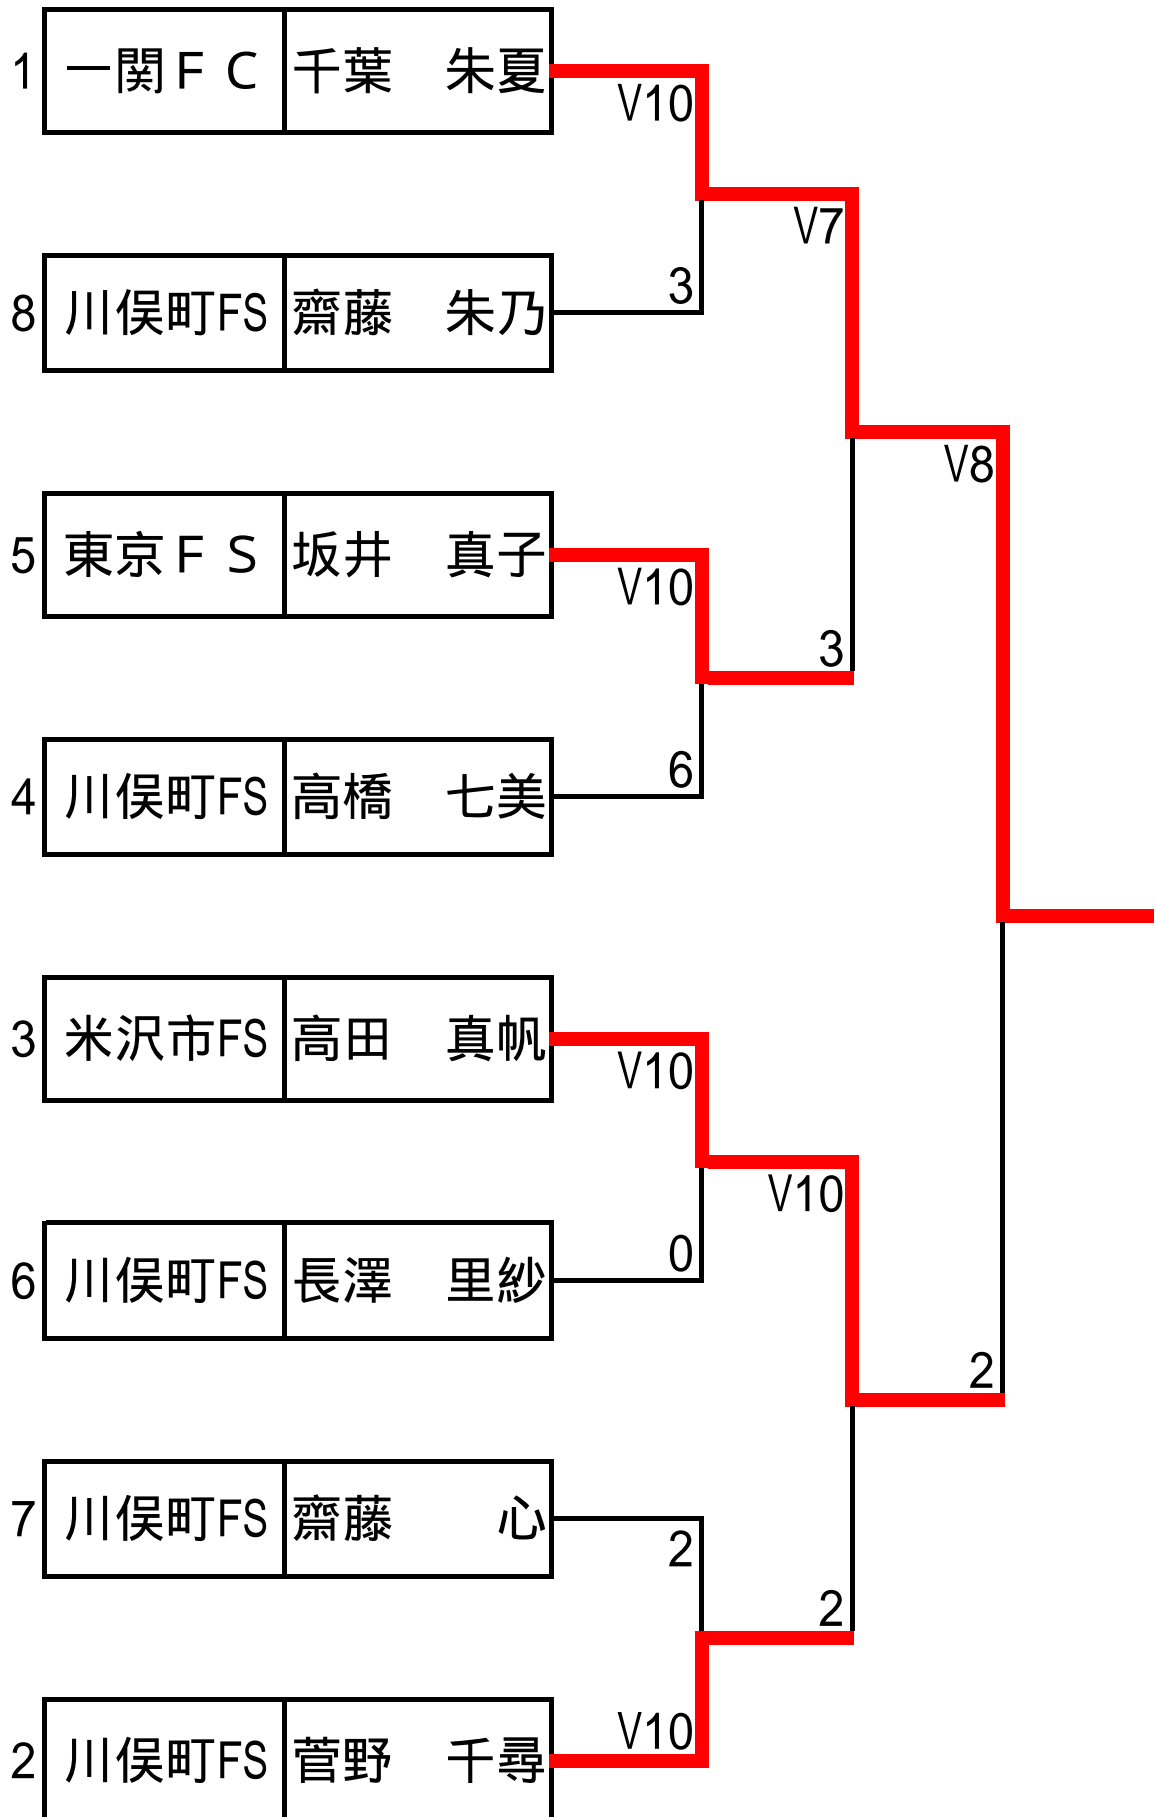 1 一関ＦＣ 千葉　朱夏
V10
V7
8 川俣町FS 齋藤　朱乃
3
V8
5 東京ＦＳ 坂井　真子
V10
3
4 川俣町FS 高橋　七美
6
3 米沢市FS 高田　真帆
V10
V10
6 川俣町FS 長澤　里紗
0
2
7 川俣町FS 齋藤　　心
2
2
2 川俣町FS 菅野　千尋
V10